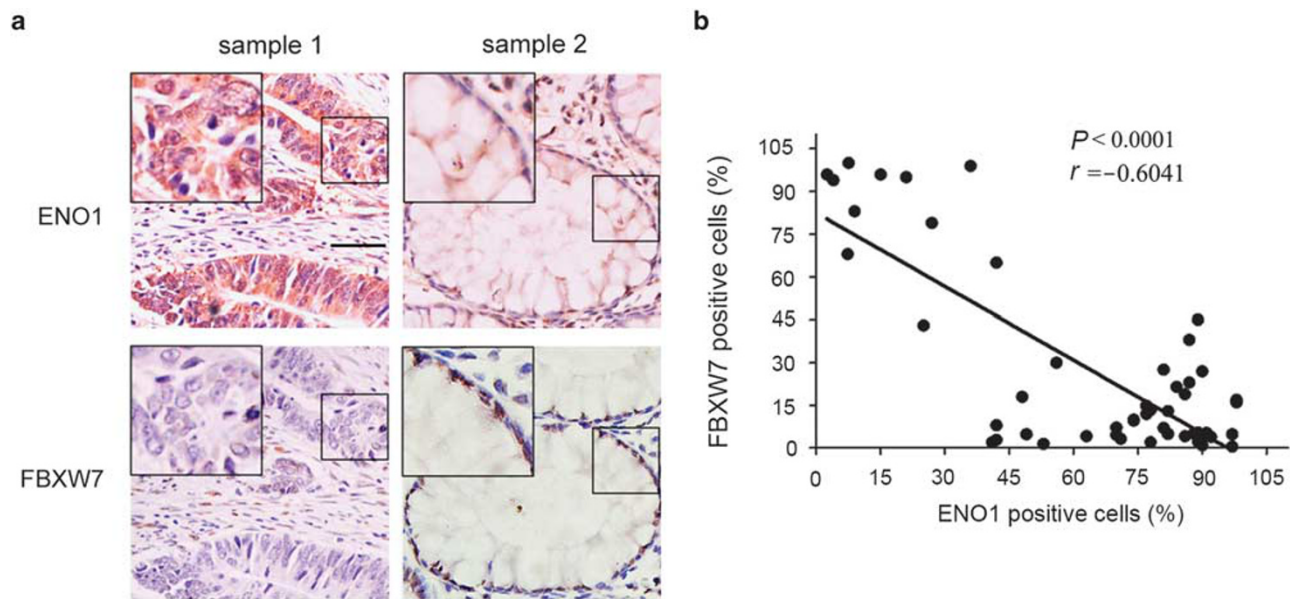 a
sample 1 sample 2
ENO1
FBXW7
b
P < 0.0001
r = −0.6041
FBXW7 positive cells (%)
105
90
75
60
45
30
15
0
0 15 30 45 60 75 90 105
ENO1 positive cells (%)